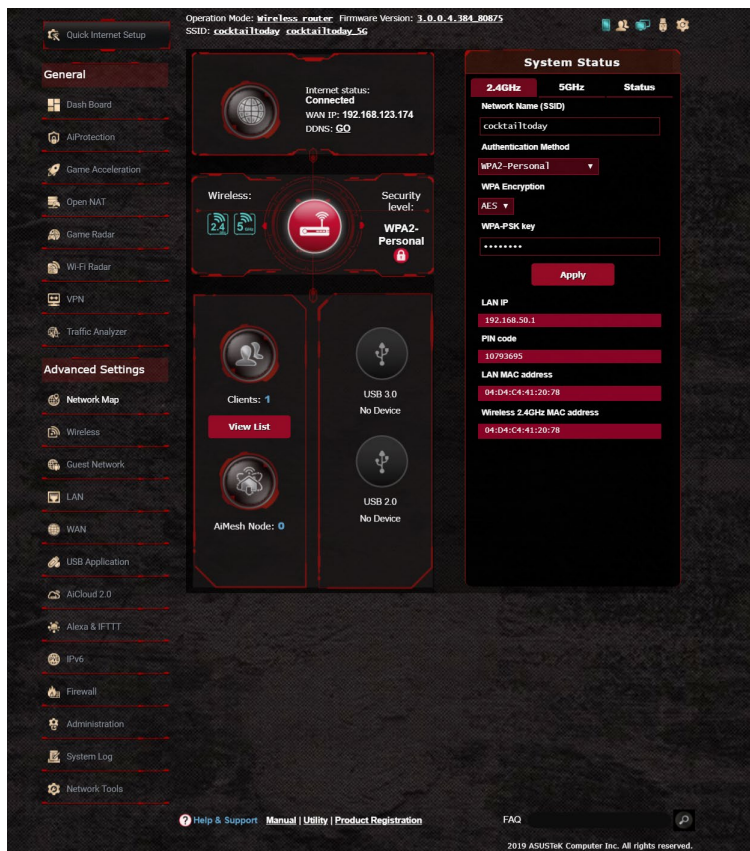 Quick Internet Setup
Operation Mode: Wireless router Firmware Version: 3.0.0.4.384_80875
SSID: cocktailtoday cocktailtoday_5G
General
Dash Board
AiProtection
Game Acceleration
Open NAT
Game Radar
Wi-Fi Radar
VPN
Traffic Analyzer
Advanced Settings
Network Map
Wireless
Guest Network
LAN
WAN
USB Application
AiCloud 2.0
Alexa & IFTTT
IPv6
Firewall
Administration
System Log
Network Tools
Internet status:
Connected
WAN IP: 192.168.123.174
DDNS: GO
Wireless:
2.4
5
Security
level:
WPA2-
Personal
Clients: 1
View List
AiMesh Node: 0
USB 3.0
No Device
USB 2.0
No Device
System Status
2.4GHz 5GHz Status
Network Name (SSID)
cocktailtoday
Authentication Method
WPA2-Personal
WPA Encryption
AES
WPA-PSK key
••••••••
Apply
LAN IP
192.168.50.1
PIN code
10793695
LAN MAC address
04:D4:C4:41:20:78
Wireless 2.4GHz MAC address
04:D4:C4:41:20:78
? Help & Support Manual | Utility | Product Registration
FAQ
2019 ASUSTeK Computer Inc. All rights reserved.